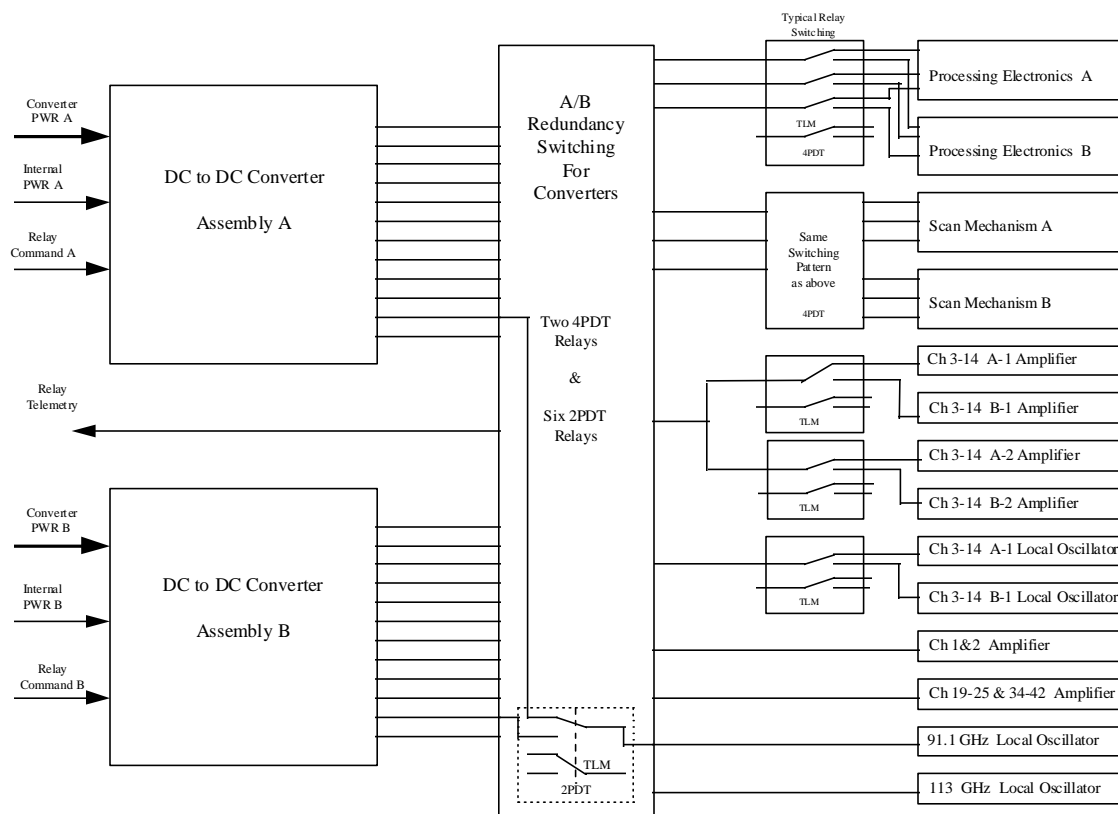 Typical Relay
Switching
Converter
PWR A
Internal
PWR A
Relay
Command A
DC to DC Converter
Assembly A
A/B
Redundancy
Switching
For
Converters
Two 4PDT
Relays
&
Six 2PDT
Relays
TLM
4PDT
Processing Electronics A
Processing Electronics B
Same
Switching
Pattern
as above
4PDT
Scan Mechanism A
Scan Mechanism B
Relay
Telemetry
TLM
Ch 3-14 A-1 Amplifier
Ch 3-14 B-1 Amplifier
TLM
Ch 3-14 A-2 Amplifier
Ch 3-14 B-2 Amplifier
Converter
PWR B
Internal
PWR B
Relay
Command B
DC to DC Converter
Assembly B
TLM
Ch 3-14 A-1 Local Oscillator
Ch 3-14 B-1 Local Oscillator
Ch 1&2 Amplifier
Ch 19-25 & 34-42 Amplifier
TLM
2PDT
91.1 GHz Local Oscillator
113 GHz Local Oscillator